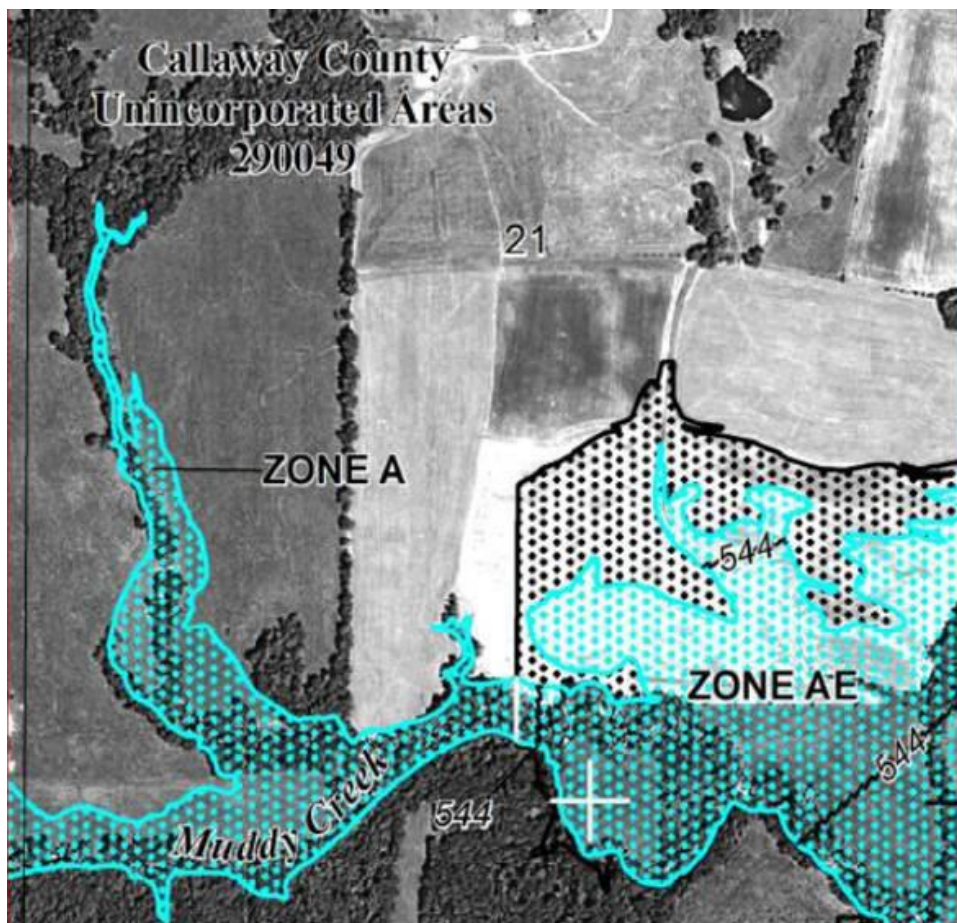 Callaway County
Unincorporated Areas
290049
21
ZONE A
544
ZONE AE
544
Muddy Creek
544